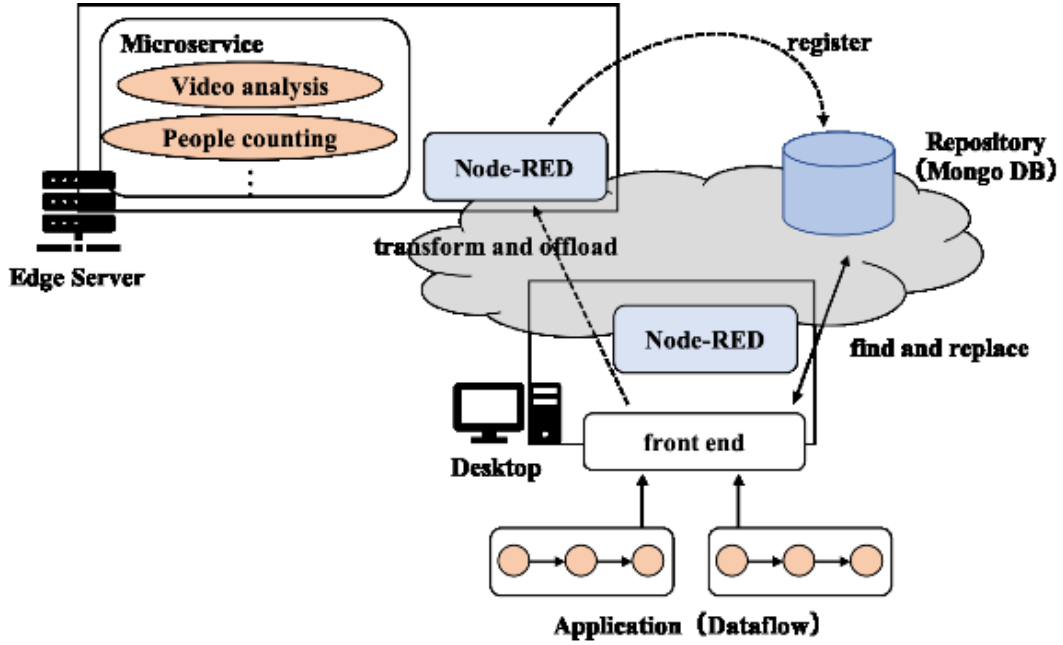 Microservice
Video analysis
People counting
⋮
register
Node-RED
Repository
(Mongo DB)
transform and offload
Edge Server
Node-RED
find and replace
front end
Desktop
Application (Dataflow)